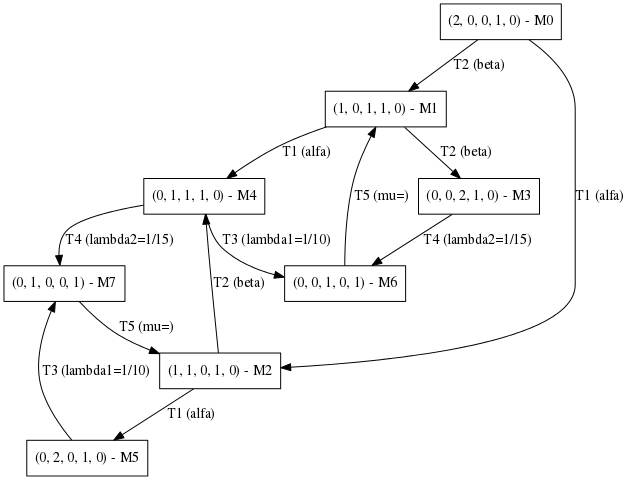 (2, 0, 0, 1, 0) - M0
T2 (beta)
(1, 0, 1, 1, 0) - M1
T1 (alfa)
T2 (beta)
(0, 1, 1, 1, 0) - M4
T5 (mu=)
(0, 0, 2, 1, 0) - M3
T1 (alfa)
T4 (lambda2=1/15)
T3 (lambda1=1/10)
T4 (lambda2=1/15)
(0, 1, 0, 0, 1) - M7
T2 (beta)
(0, 0, 1, 0, 1) - M6
T5 (mu=)
T3 (lambda1=1/10)
(1, 1, 0, 1, 0) - M2
T1 (alfa)
(0, 2, 0, 1, 0) - M5